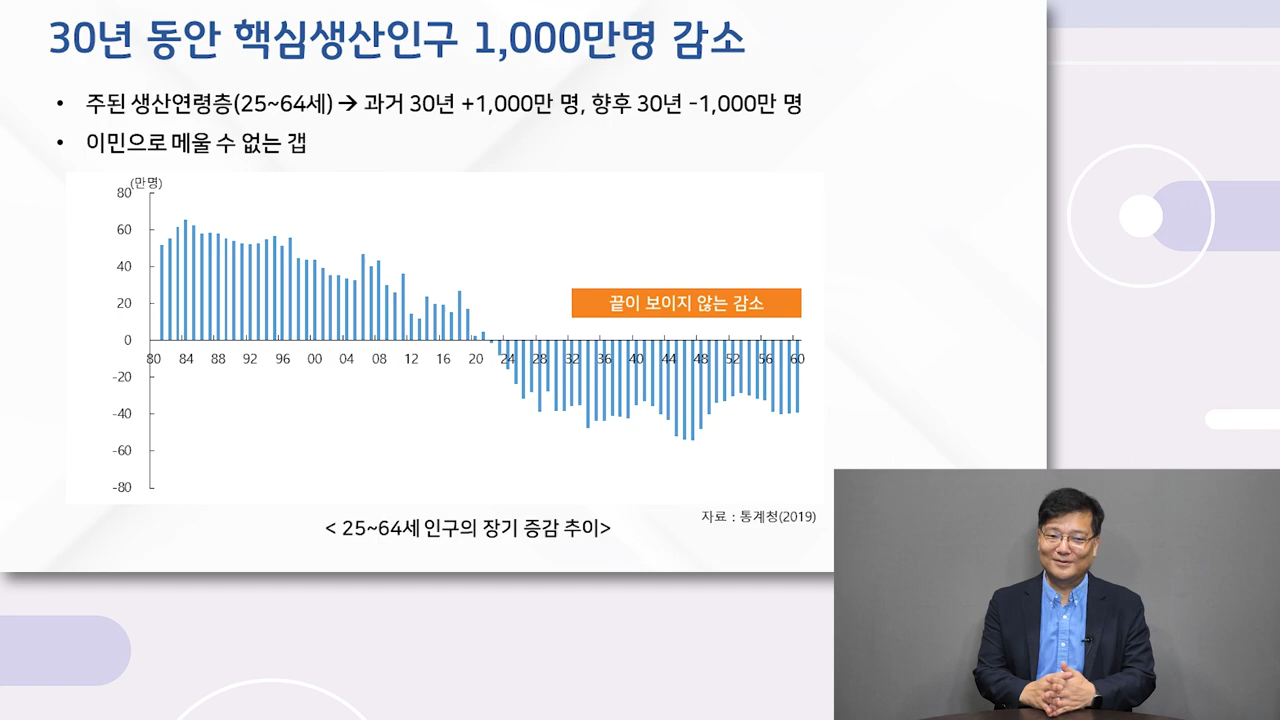 30년 동안 핵심생산인구 1,000만명 감소
• 주된 생산연령층(25~64세) → 과거 30년 +1,000만 명, 향후 30년 -1,000만 명
• 이민으로 메울 수 없는 갭
(만명)
80
60
40
20
0
-20
-40
-60
-80
끝이 보이지 않는 감소
80 84 88 92 96 00 04 08 12 16 20 24 28 32 36 40 44 48 52 56 60
자료 : 통계청(2019)
< 25~64세 인구의 장기 증감 추이>